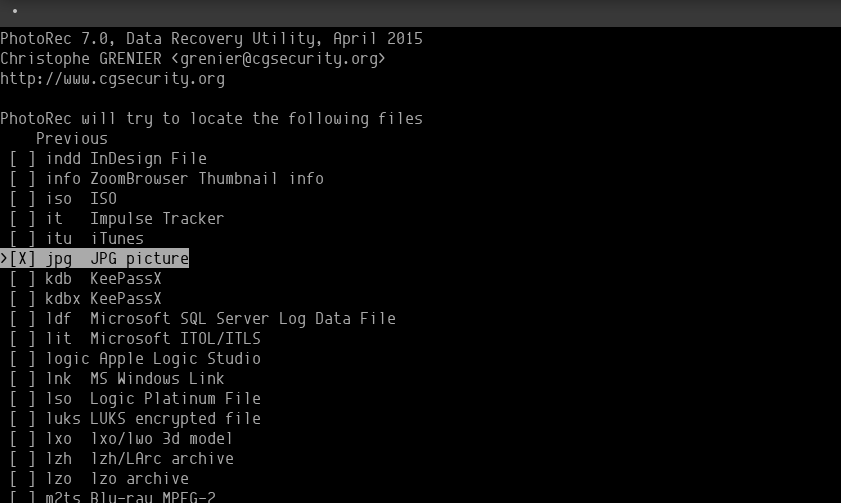 PhotoRec 7.0, Data Recovery Utility, April 2015
Christophe GRENIER <grenier@cgsecurity.org>
http://www.cgsecurity.org
PhotoRec will try to locate the following files
Previous
[ ] indd InDesign File
[ ] info ZoomBrowser Thumbnail info
[ ] iso  ISO
[ ] it   Impulse Tracker
[ ] itu  iTunes
>[X] jpg  JPG picture
[ ] kdb  KeePassX
[ ] kdbx KeePassX
[ ] ldf  Microsoft SQL Server Log Data File
[ ] lit  Microsoft ITOL/ITLS
[ ] logic Apple Logic Studio
[ ] lnk  MS Windows Link
[ ] lso  Logic Platinum File
[ ] luks LUKS encrypted file
[ ] lxo  lxo/lwo 3d model
[ ] lzh  lzh/LArc archive
[ ] lzo  lzo archive
[ ] m2ts Blu-ray MPEG-2